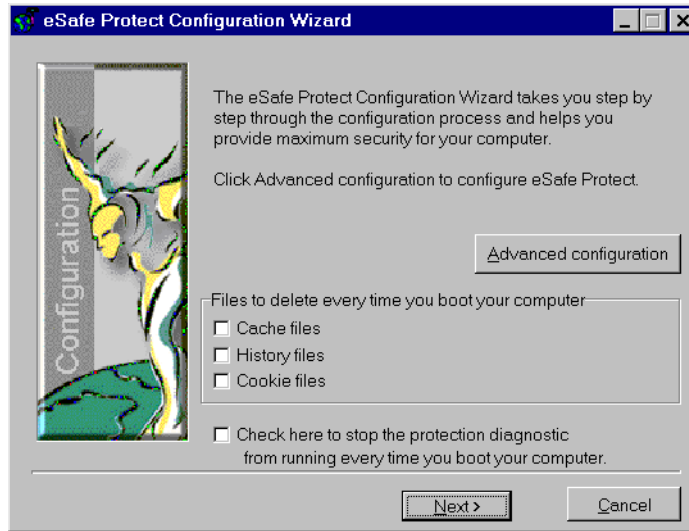 eSafe Protect Configuration Wizard
Configuration
The eSafe Protect Configuration Wizard takes you step by
step through the configuration process and helps you
provide maximum security for your computer.
Click Advanced configuration to configure eSafe Protect.
Advanced configuration
Files to delete every time you boot your computer
Cache files
History files
Cookie files
Check here to stop the protection diagnostic
from running every time you boot your computer.
Next >
Cancel